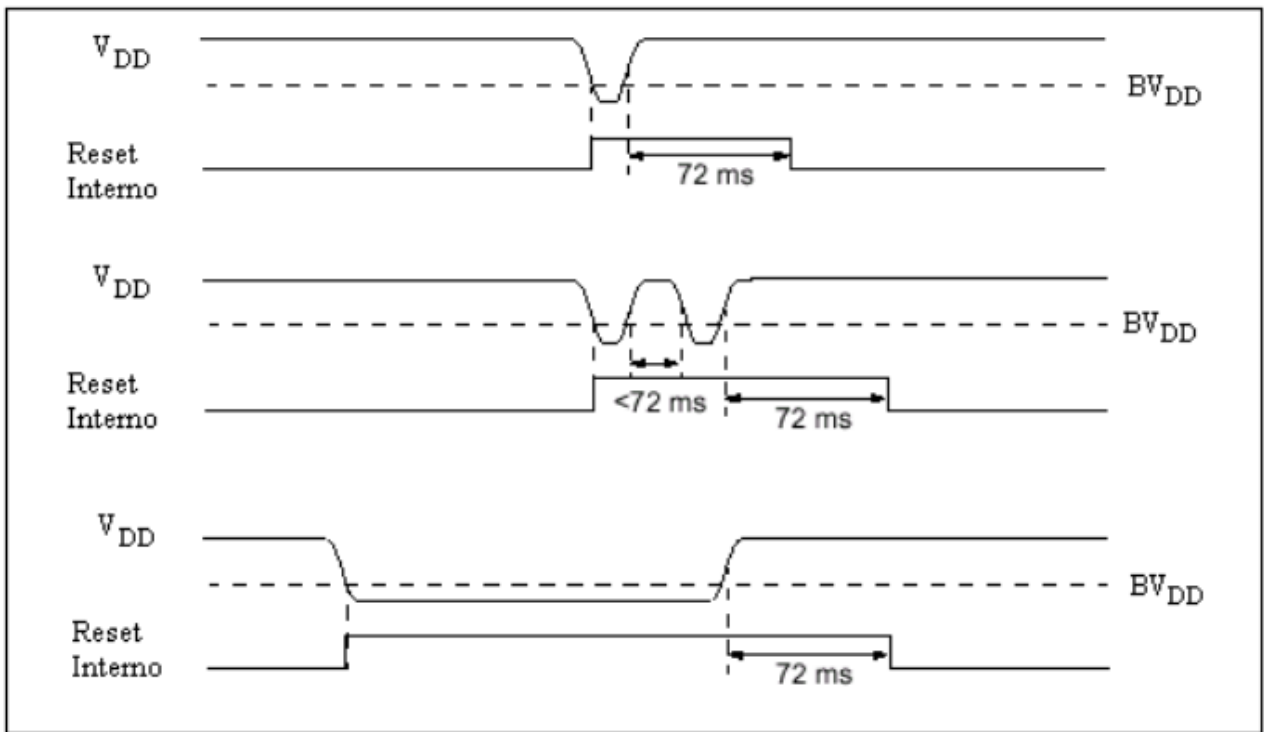 VDD
BVDD
Reset
Interno
72 ms
VDD
BVDD
Reset
Interno
<72 ms
72 ms
VDD
BVDD
Reset
Interno
72 ms